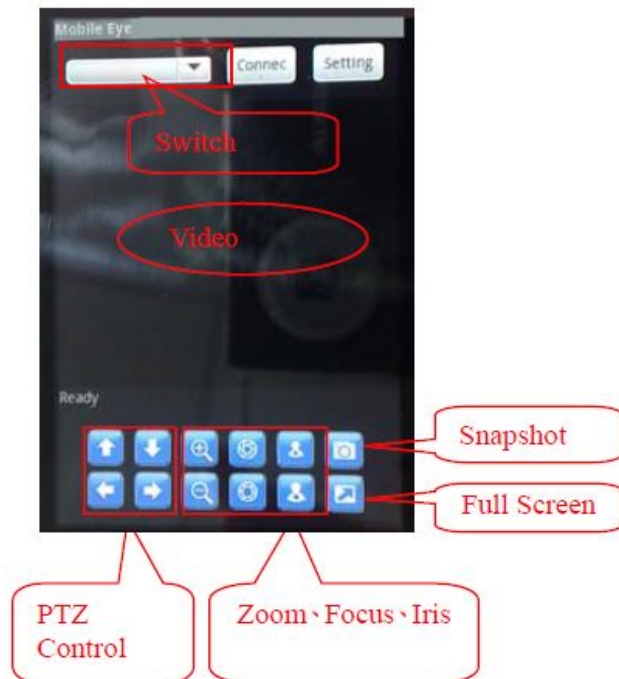 Mobile Eye
Connec
Setting
Switch
Video
Ready
Snapshot
Full Screen
PTZ
Control
Zoom、Focus、Iris